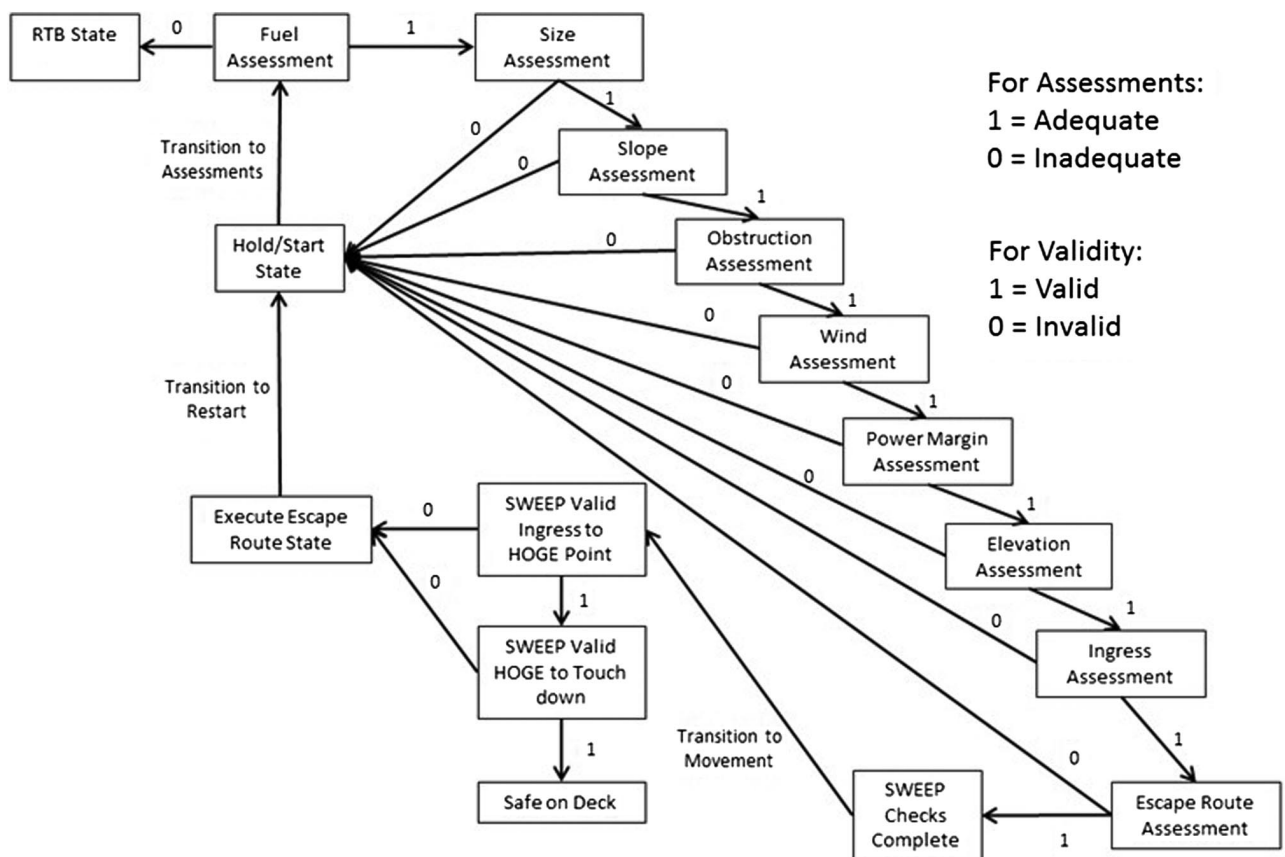 RTB State
0
Fuel
Assessment
1
Size
Assessment
For Assessments:
1 = Adequate
0 = Inadequate
0
1
Transition to
Assessments
0
Slope
Assessment
1
Hold/Start
State
0
Obstruction
Assessment
For Validity:
1 = Valid
0 = Invalid
1
0
Wind
Assessment
Transition to
Restart
0
1
Power Margin
Assessment
0
1
Execute Escape
Route State
0
SWEEP Valid
Ingress to
HOGE Point
Elevation
Assessment
0
1
0
1
SWEEP Valid
HOGE to Touch
down
Ingress
Assessment
1
Transition to
Movement
1
0
Safe on Deck
SWEEP
Checks
Complete
1
Escape Route
Assessment